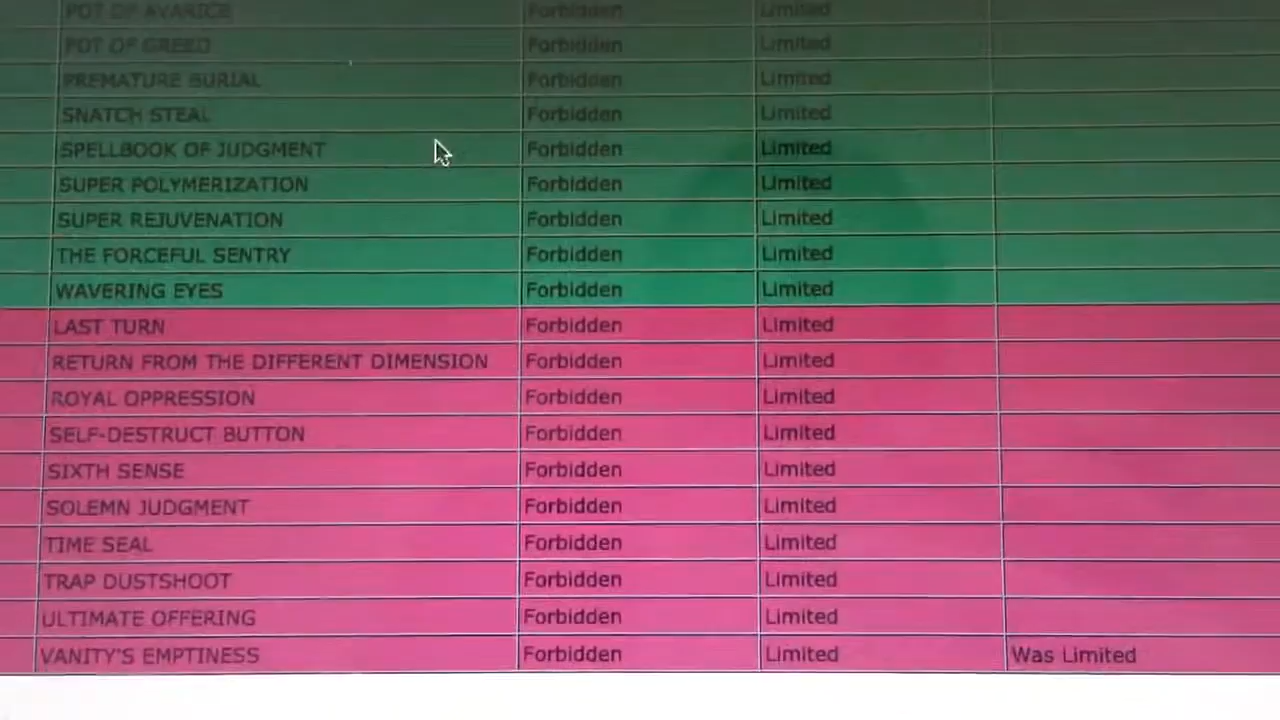 POT OF AVARICE Forbidden Limited
POT OF GREED Forbidden Limited
PREMATURE BURIAL Forbidden Limited
SNATCH STEAL Forbidden Limited
SPELLBOOK OF JUDGMENT Forbidden Limited
SUPER POLYMERIZATION Forbidden Limited
SUPER REJUVENATION Forbidden Limited
THE FORCEFUL SENTRY Forbidden Limited
WAVERING EYES Forbidden Limited
LAST TURN Forbidden Limited
RETURN FROM THE DIFFERENT DIMENSION Forbidden Limited
ROYAL OPPRESSION Forbidden Limited
SELF-DESTRUCT BUTTON Forbidden Limited
SIXTH SENSE Forbidden Limited
SOLEMN JUDGMENT Forbidden Limited
TIME SEAL Forbidden Limited
TRAP DUSTSHOOT Forbidden Limited
ULTIMATE OFFERING Forbidden Limited
VANITY'S EMPTINESS Forbidden Limited Was Limited